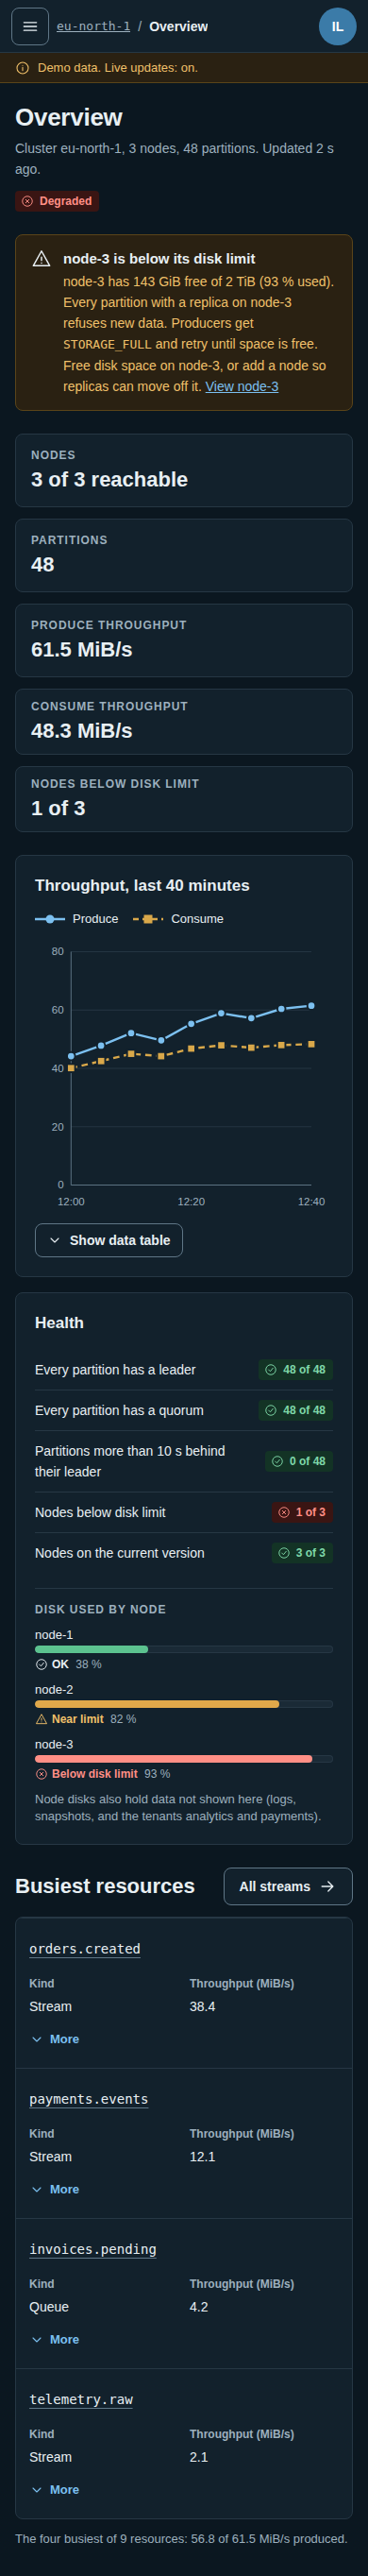 eu-north-1 / Overview
IL
Demo data. Live updates: on.
Overview
Cluster eu-north-1, 3 nodes, 48 partitions. Updated 2 s
ago.
Degraded
node-3 is below its disk limit
node-3 has 143 GiB free of 2 TiB (93 % used).
Every partition with a replica on node-3
refuses new data. Producers get
STORAGE_FULL and retry until space is free.
Free disk space on node-3, or add a node so
replicas can move off it. View node-3
NODES
3 of 3 reachable
PARTITIONS
48
PRODUCE THROUGHPUT
61.5 MiB/s
CONSUME THROUGHPUT
48.3 MiB/s
NODES BELOW DISK LIMIT
1 of 3
Throughput, last 40 minutes
Produce Consume
80
60
40
20
0
12:00 12:20 12:40
Show data table
Health
Every partition has a leader 48 of 48
Every partition has a quorum 48 of 48
Partitions more than 10 s behind
their leader 0 of 48
Nodes below disk limit 1 of 3
Nodes on the current version 3 of 3
DISK USED BY NODE
node-1
OK 38 %
node-2
Near limit 82 %
node-3
Below disk limit 93 %
Node disks also hold data not shown here (logs,
snapshots, and the tenants analytics and payments).
Busiest resources All streams
orders.created
Kind Throughput (MiB/s)
Stream 38.4
More
payments.events
Kind Throughput (MiB/s)
Stream 12.1
More
invoices.pending
Kind Throughput (MiB/s)
Queue 4.2
More
telemetry.raw
Kind Throughput (MiB/s)
Stream 2.1
More
The four busiest of 9 resources: 56.8 of 61.5 MiB/s produced.